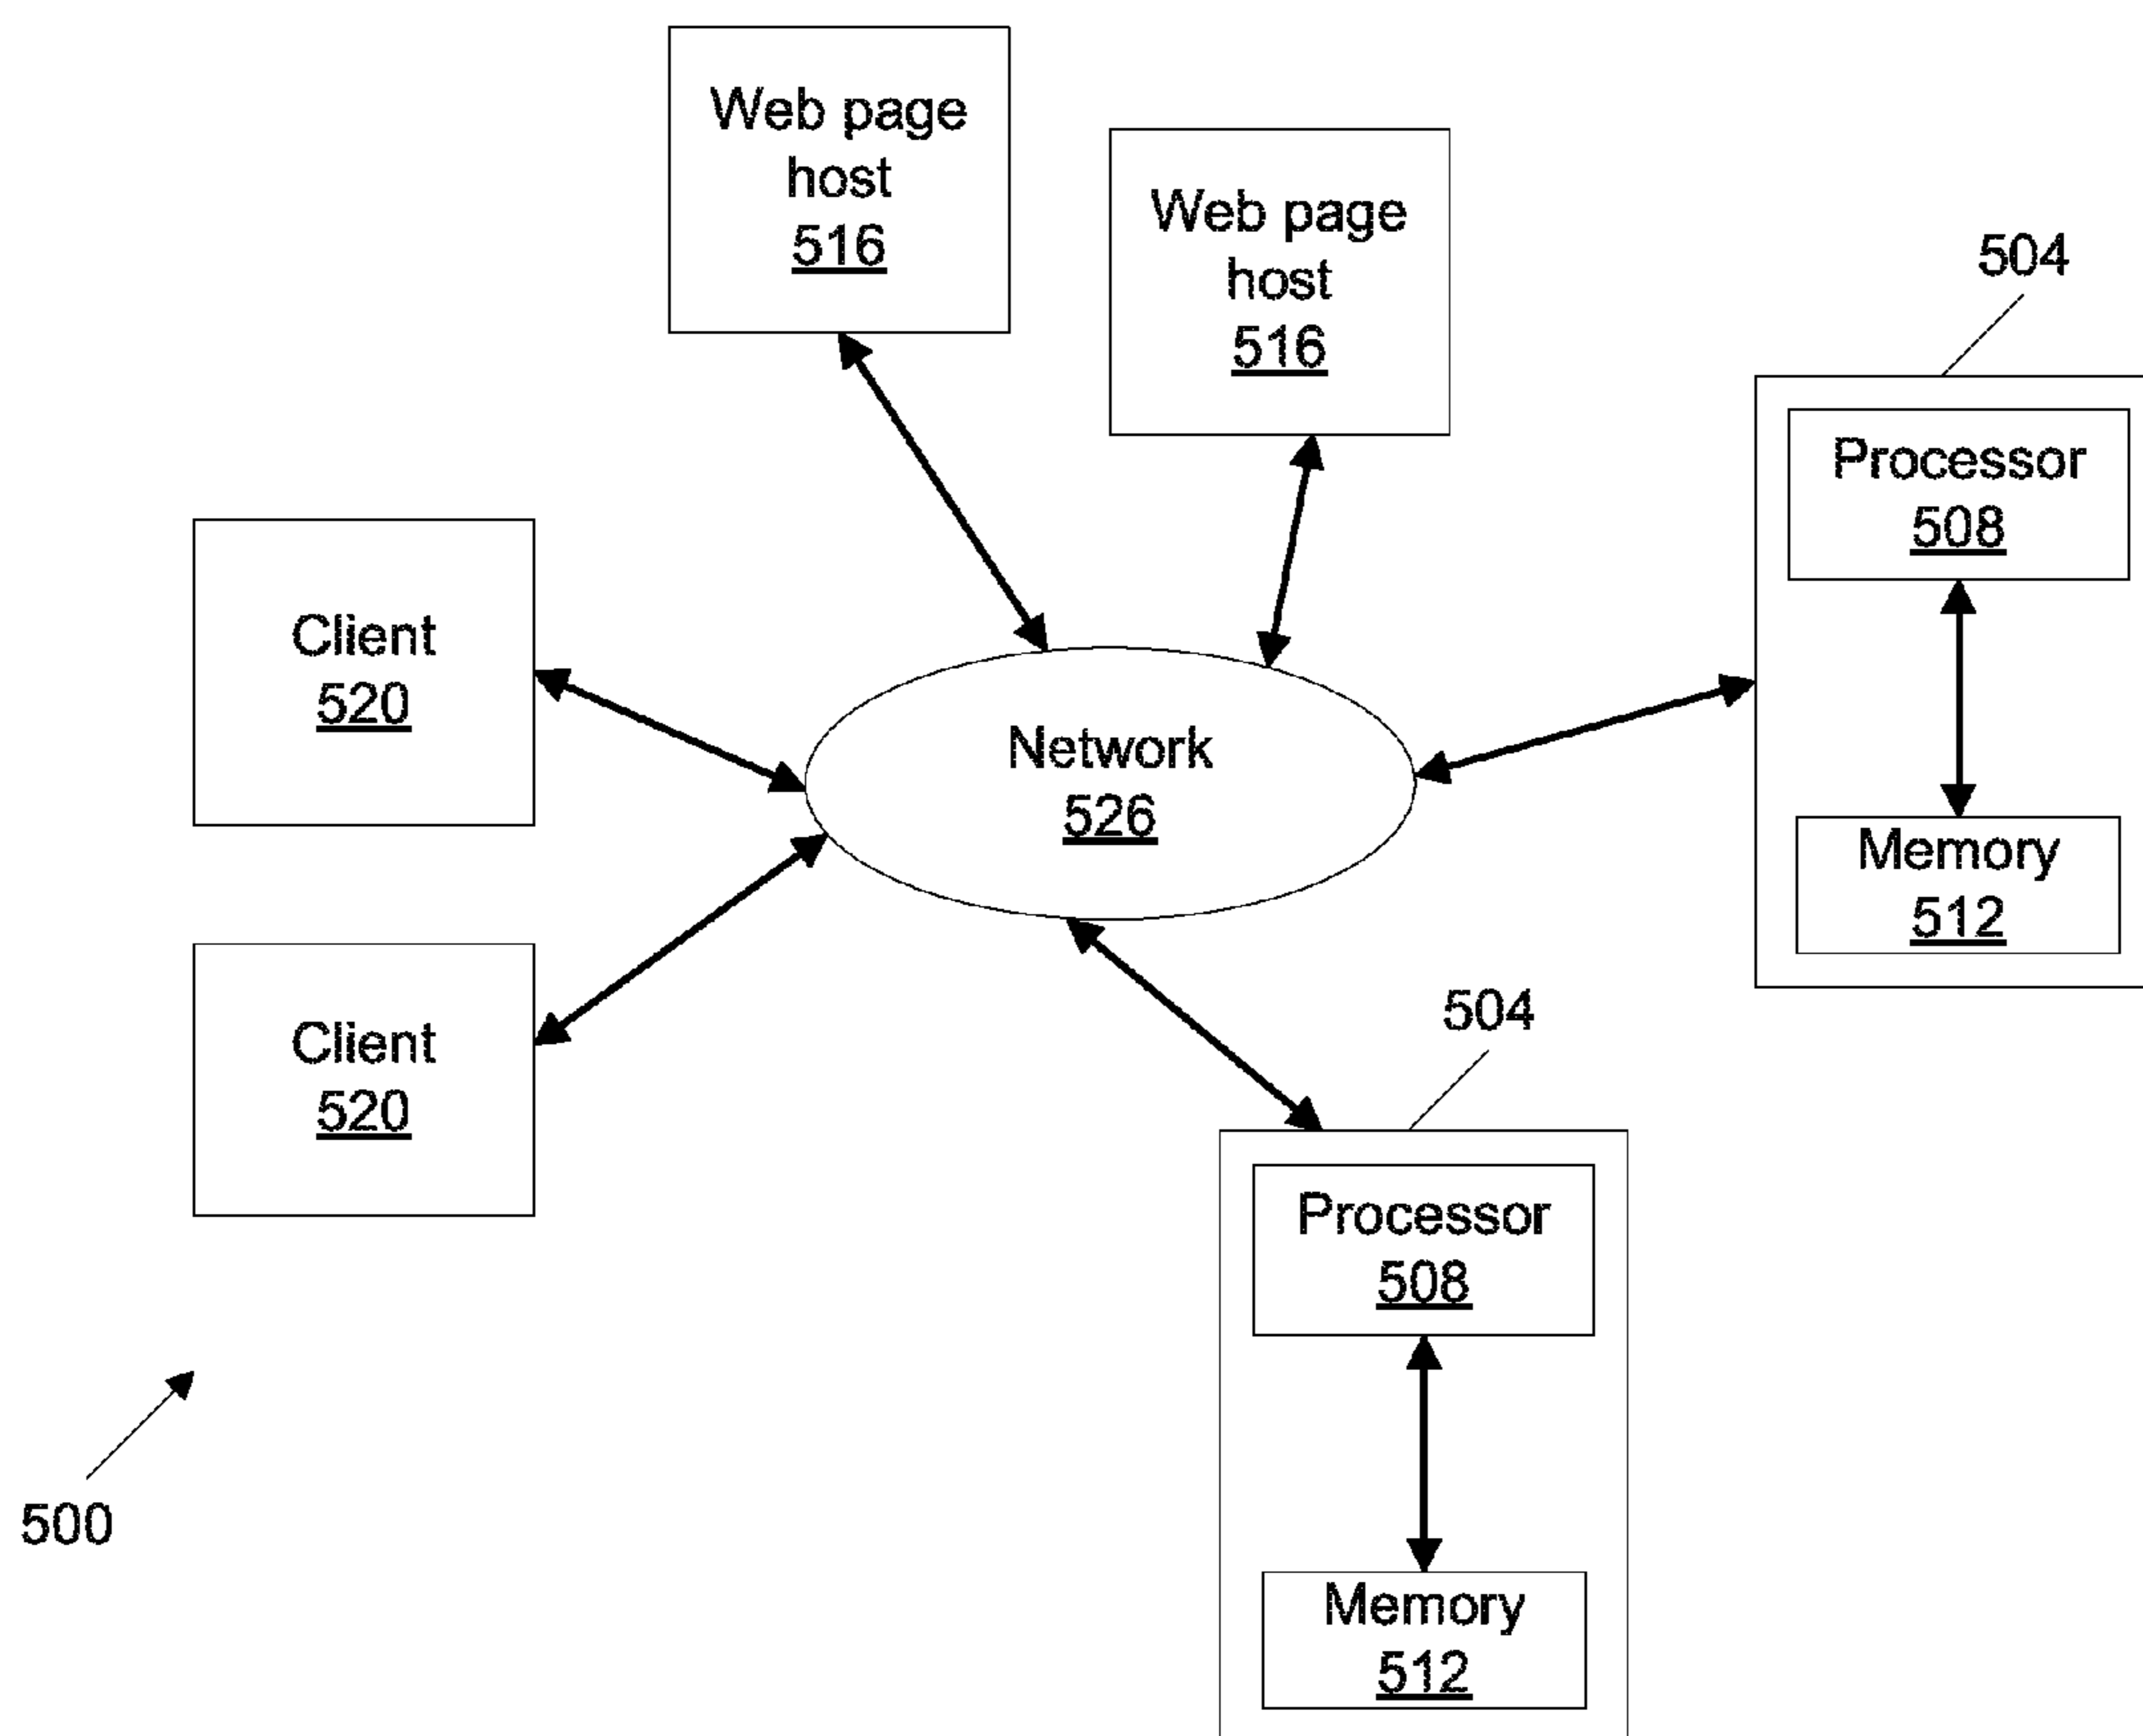 Web page
host
516
Web page
host
516
504
Processor
508
Memory
512
Client
520
Network
526
Client
520
504
Processor
508
Memory
512
500